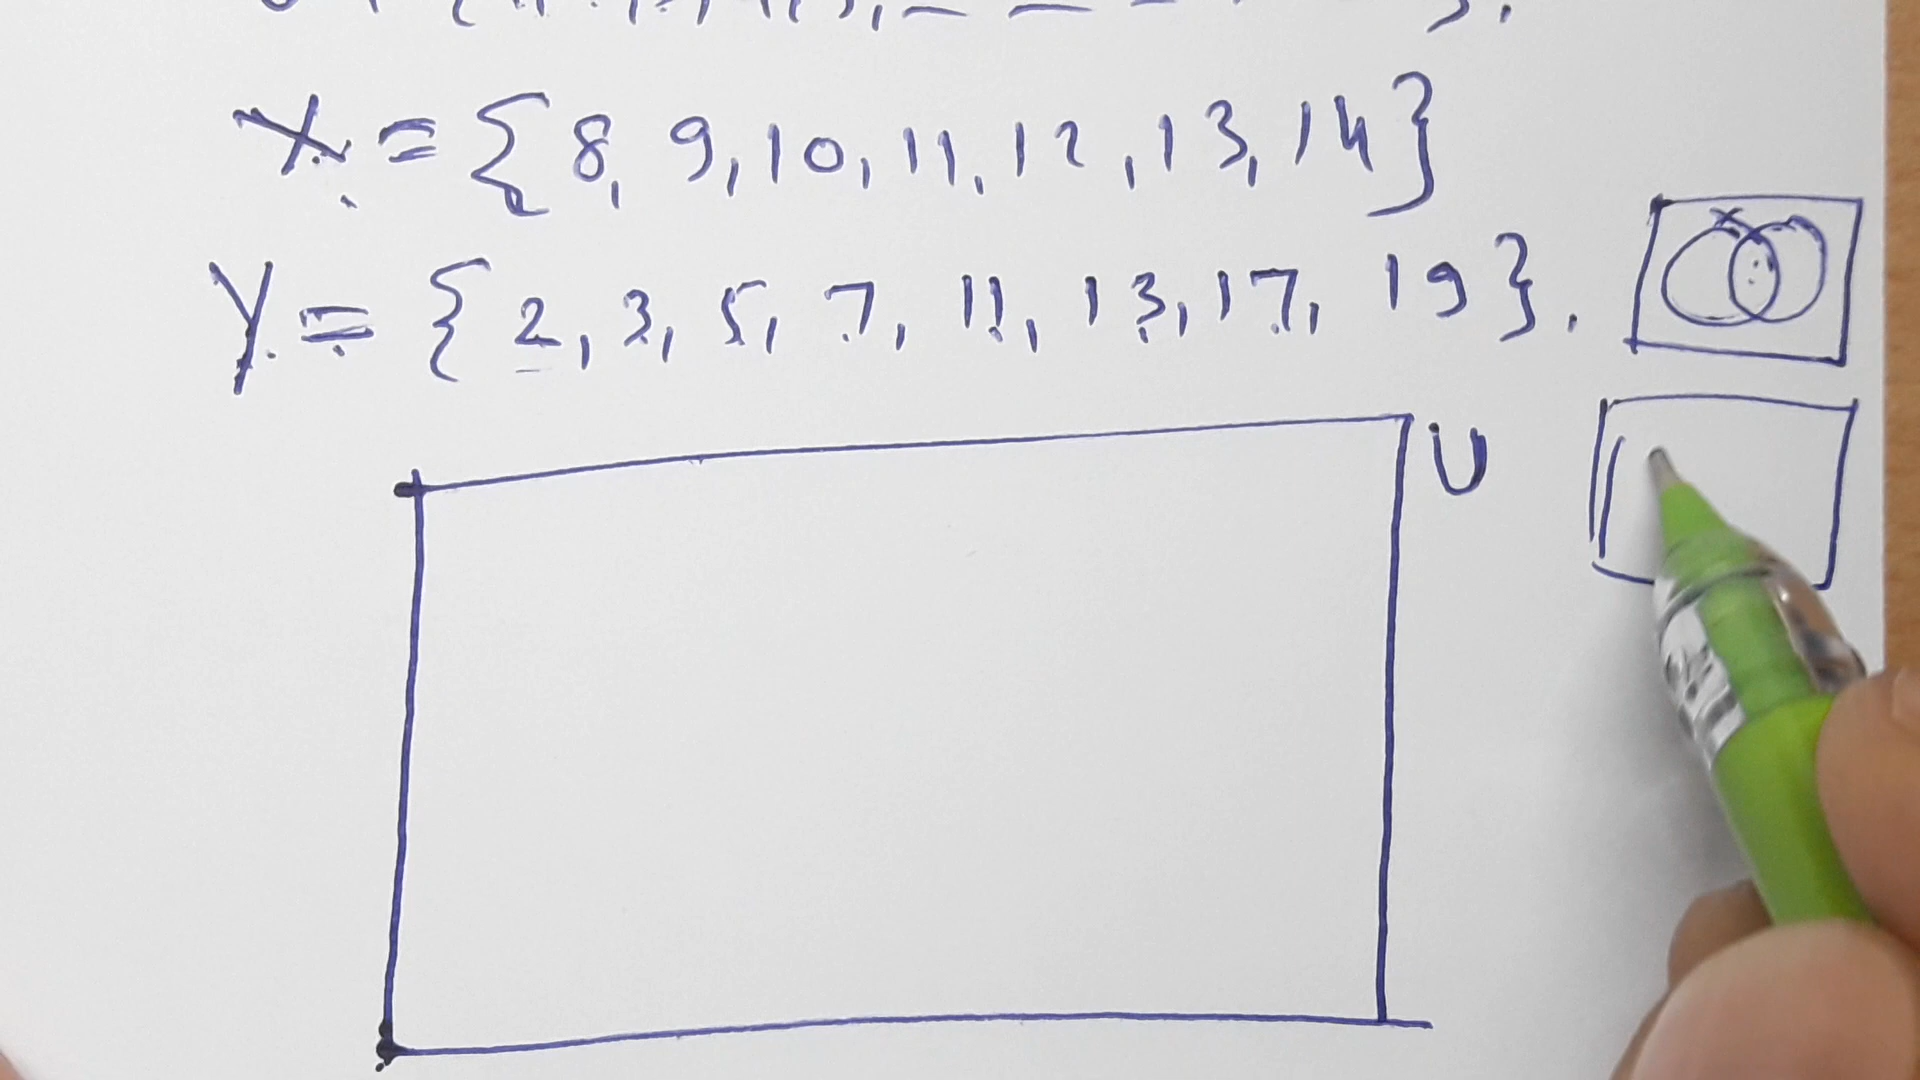 X = {8, 9, 10, 11, 12, 13, 14}
Y = {2, 3, 5, 7, 11, 13, 17, 19}.
X
U